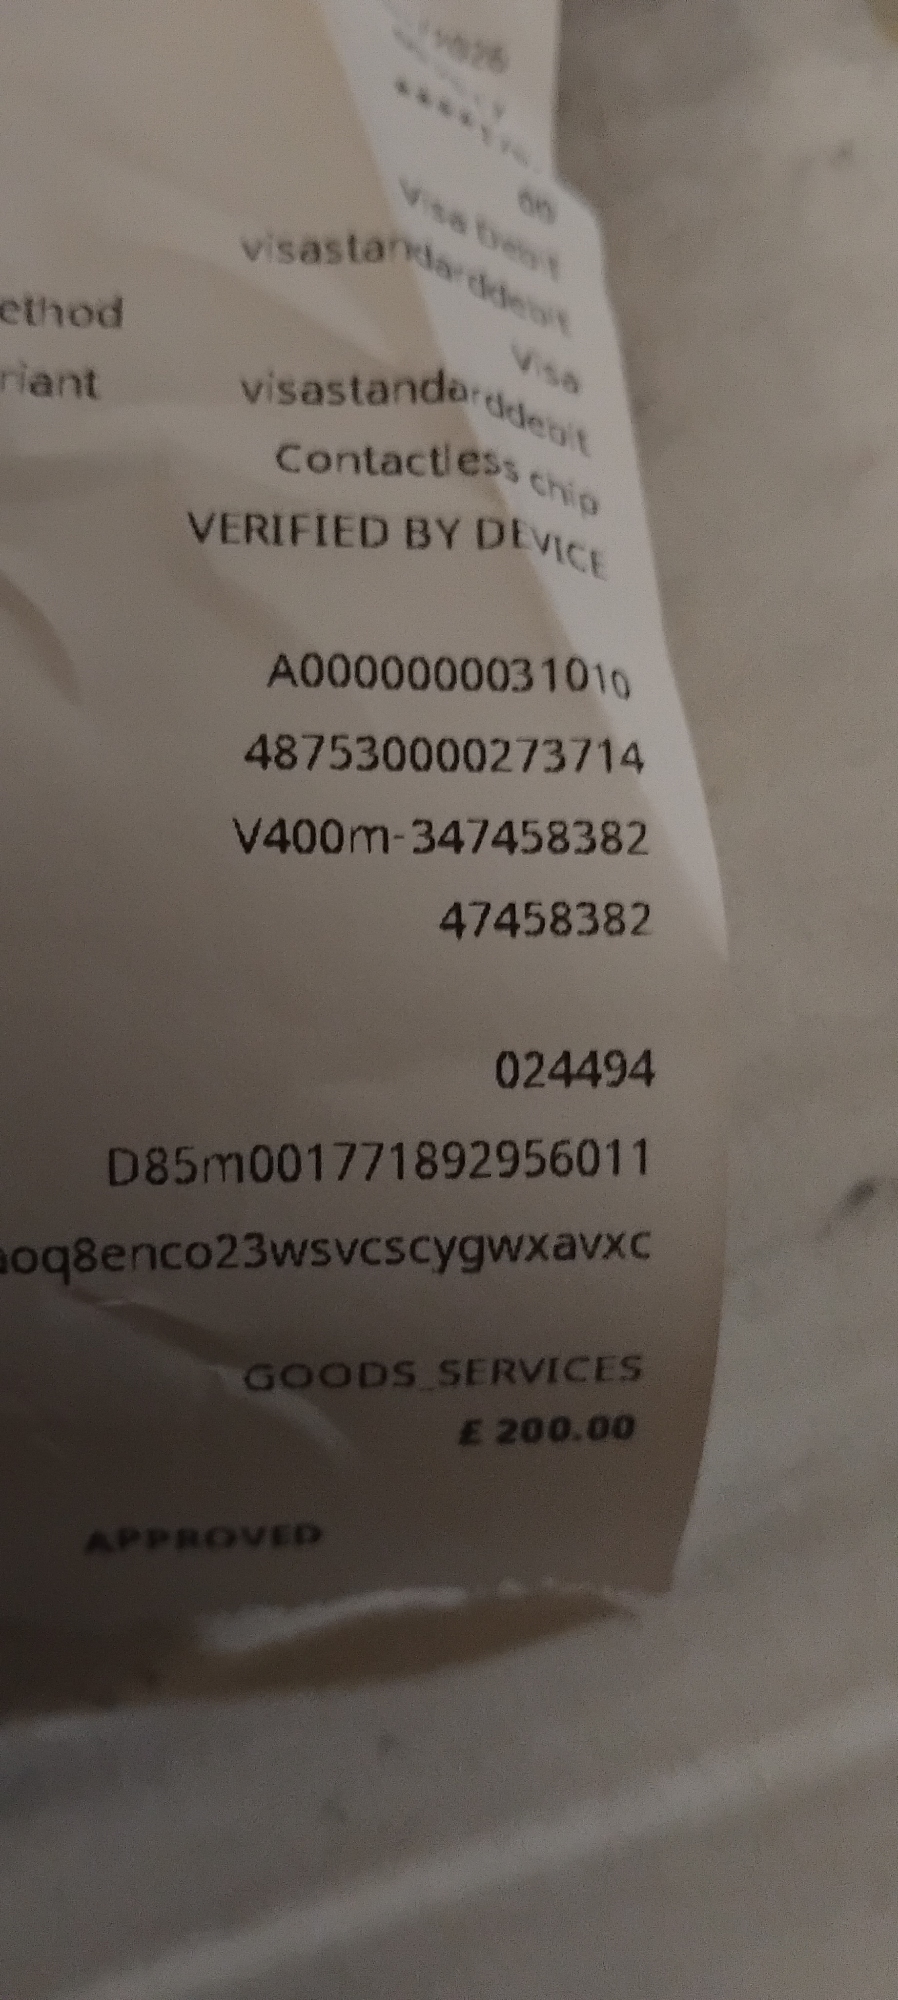 00
Visa Debit
visastandarddebit
ethod Visa
riant visastandarddebit
Contactless chip
VERIFIED BY DEVICE
A0000000031010
487530000273714
V400m-347458382
47458382
024494
D85m001771892956011
oq8enco23wsvcscygwxavxc
GOODS_SERVICES
£ 200.00
APPROVED